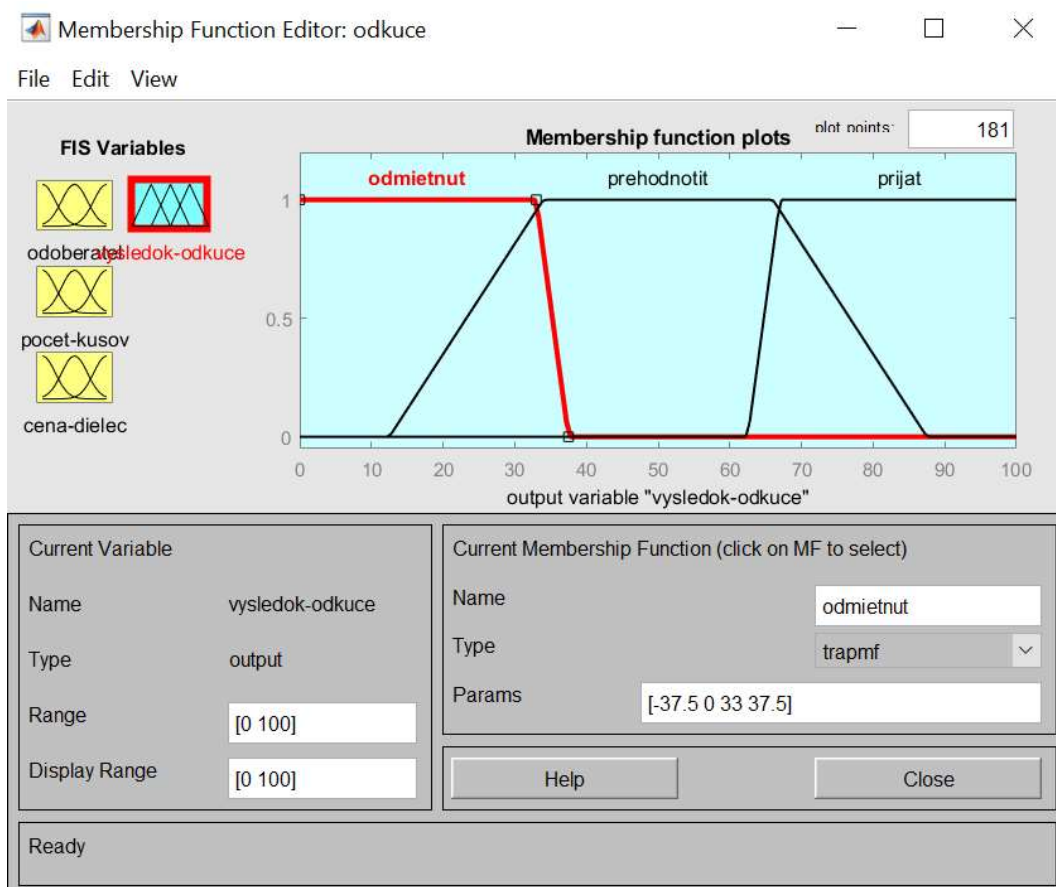 Membership Function Editor: odkuce
File Edit View
FIS Variables
odoberatel
vysledok-odkuce
pocet-kusov
cena-dielec
Membership function plots
plot points:
181
odmietnut
prehodnotit
prijat
1
0.5
0
0 10 20 30 40 50 60 70 80 90 100
output variable "vysledok-odkuce"
Current Variable
Name vysledok-odkuce
Type output
Range [0 100]
Display Range [0 100]
Current Membership Function (click on MF to select)
Name odmietnut
Type trapmf
Params [-37.5 0 33 37.5]
Help Close
Ready